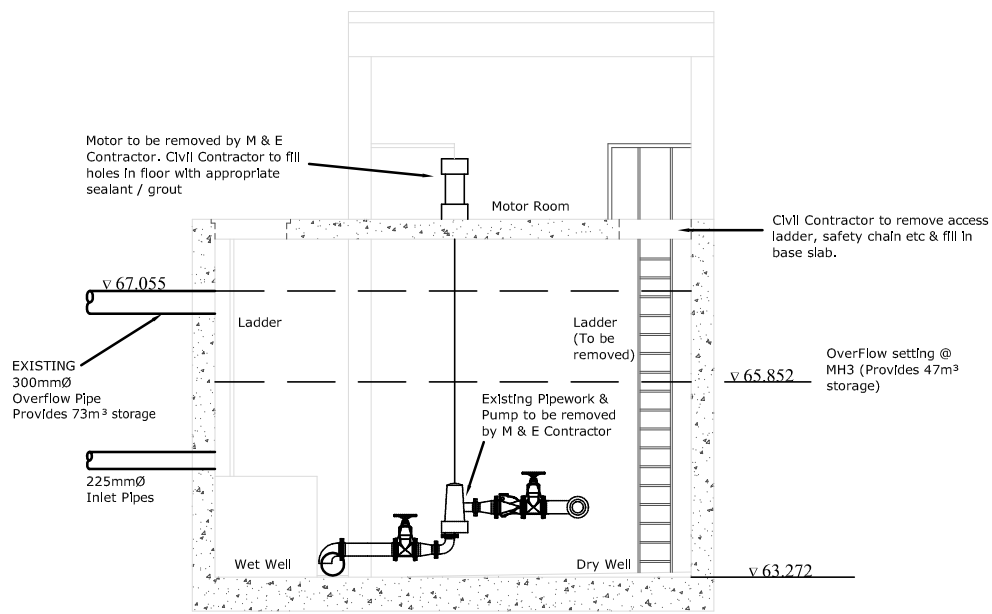 Motor to be removed by M & E
Contractor. Civil Contractor to fill
holes in floor with appropriate
sealant / grout
Motor Room
Civil Contractor to remove access
ladder, safety chain etc & fill in
base slab.
▽ 67.055
Ladder
Ladder
(To be
removed)
EXISTING
300mmØ
Overflow Pipe
Provides 73m³ storage
OverFlow setting @
MH3 (Provides 47m³
storage)
▽ 65.852
Existing Pipework &
Pump to be removed
by M & E Contractor
225mmØ
Inlet Pipes
Wet Well
Dry Well
▽ 63.272